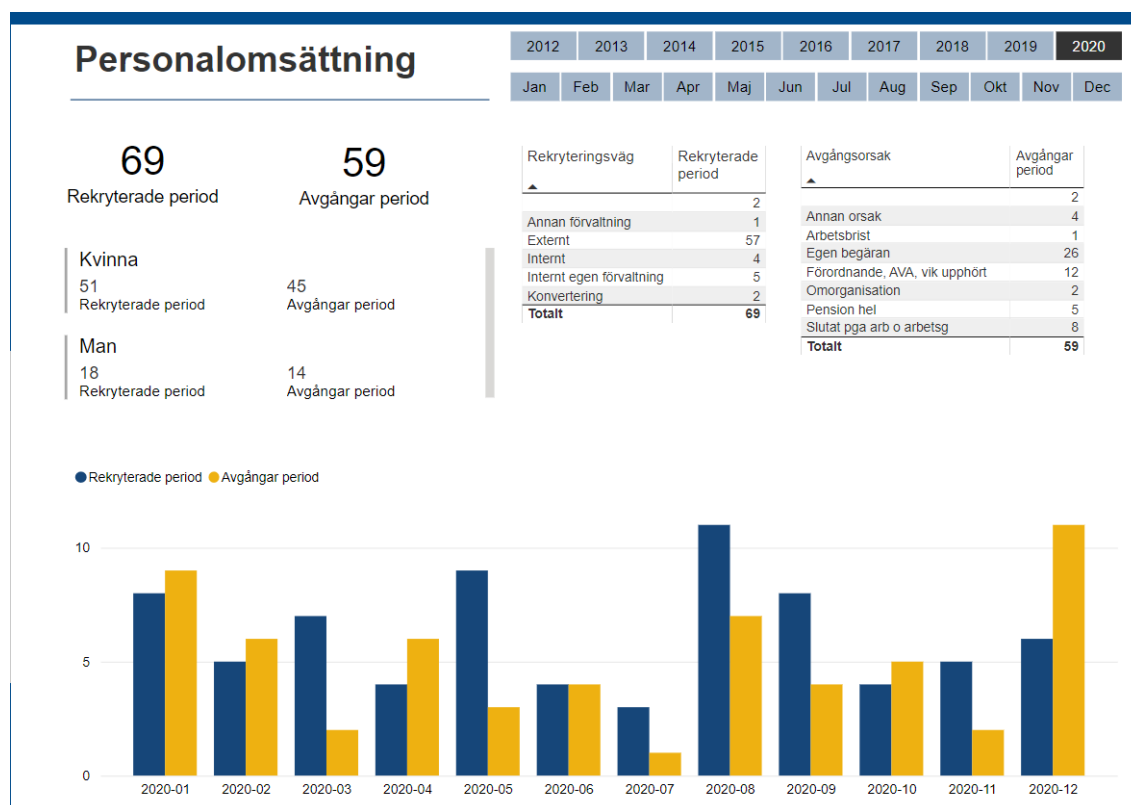 Personalomsättning
2012 2013 2014 2015 2016 2017 2018 2019 2020
Jan Feb Mar Apr Maj Jun Jul Aug Sep Okt Nov Dec
69
Rekryterade period
59
Avgångar period
Kvinna
51 45
Rekryterade period Avgångar period
Man
18 14
Rekryterade period Avgångar period
Rekryteringsväg Rekryterade
period
2
Annan förvaltning 1
Externt 57
Internt 4
Internt egen förvaltning 5
Konvertering 2
Totalt 69
Avgångsorsak Avgångar
period
2
Annan orsak 4
Arbetsbrist 1
Egen begäran 26
Förordnande, AVA, vik upphört 12
Omorganisation 2
Pension hel 5
Slutat pga arb o arbetsg 8
Totalt 59
Rekryterade period Avgångar period
10
5
0
2020-01 2020-02 2020-03 2020-04 2020-05 2020-06 2020-07 2020-08 2020-09 2020-10 2020-11 2020-12